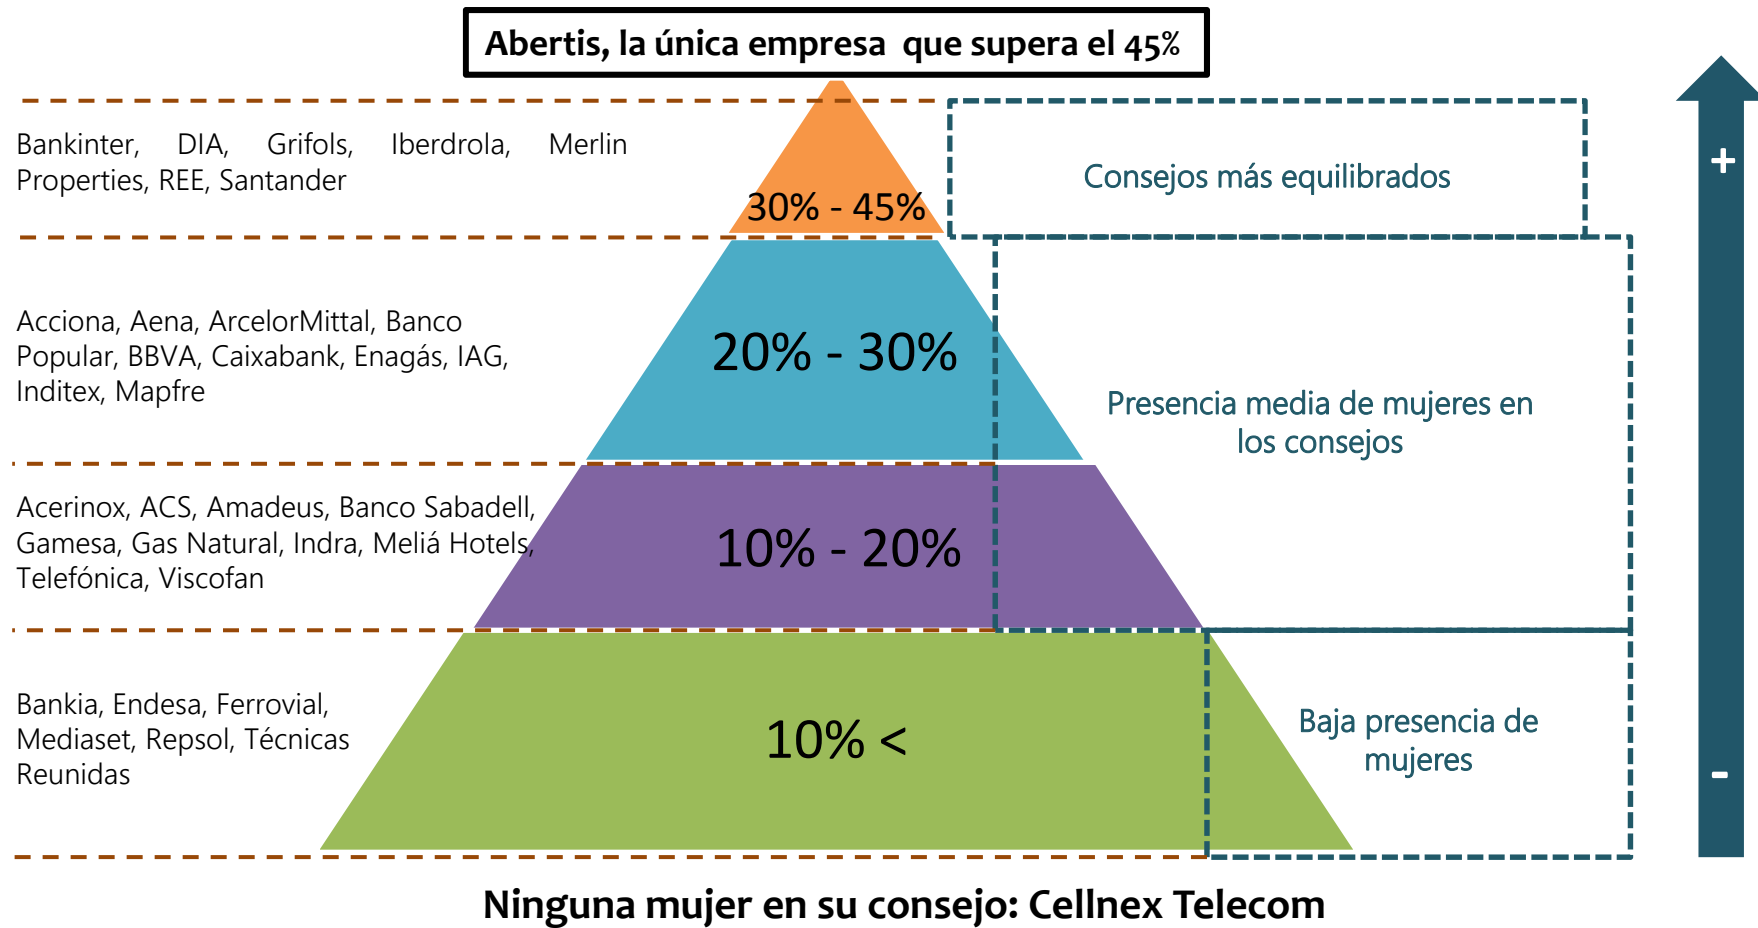 Abertis, la única empresa que supera el 45%
Bankinter, DIA, Grifols, Iberdrola, Merlin
Properties, REE, Santander
30% - 45%
Consejos más equilibrados
+
Acciona, Aena, ArcelorMittal, Banco
Popular, BBVA, Caixabank, Enagás, IAG,
Inditex, Mapfre
20% - 30%
Presencia media de mujeres en
los consejos
Acerinox, ACS, Amadeus, Banco Sabadell,
Gamesa, Gas Natural, Indra, Meliá Hotels,
Telefónica, Viscofan
10% - 20%
Bankia, Endesa, Ferrovial,
Mediaset, Repsol, Técnicas
Reunidas
10% <
Baja presencia de
mujeres
-
Ninguna mujer en su consejo: Cellnex Telecom